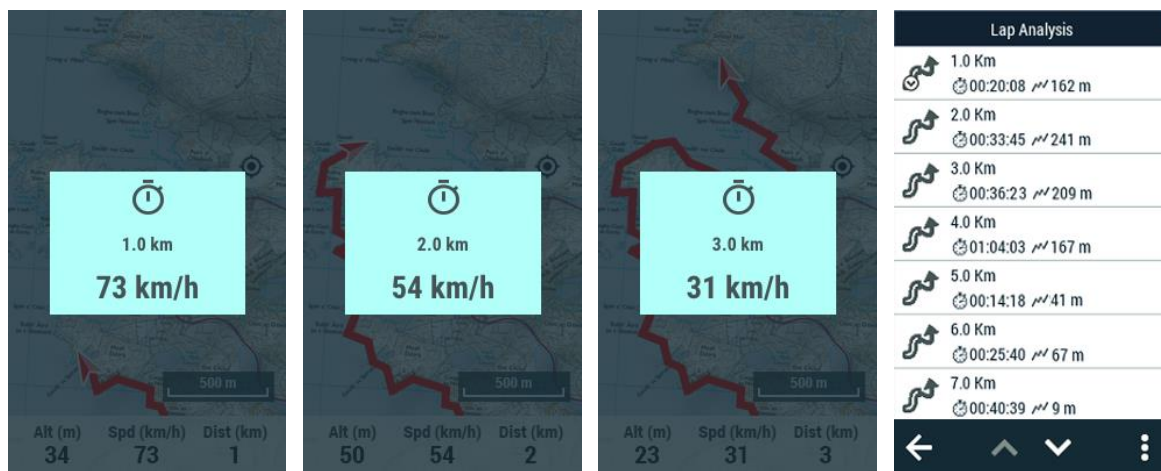 1.0 km
73 km/h
500 m
Alt (m) Spd (km/h) Dist (km)
34 73 1
2.0 km
54 km/h
500 m
Alt (m) Spd (km/h) Dist (km)
50 54 2
3.0 km
31 km/h
500 m
Alt (m) Spd (km/h) Dist (km)
23 31 3
Lap Analysis
1.0 Km
00:20:08 162 m
2.0 Km
00:33:45 241 m
3.0 Km
00:36:23 209 m
4.0 Km
01:04:03 167 m
5.0 Km
00:14:18 41 m
6.0 Km
00:25:40 67 m
7.0 Km
00:40:39 9 m